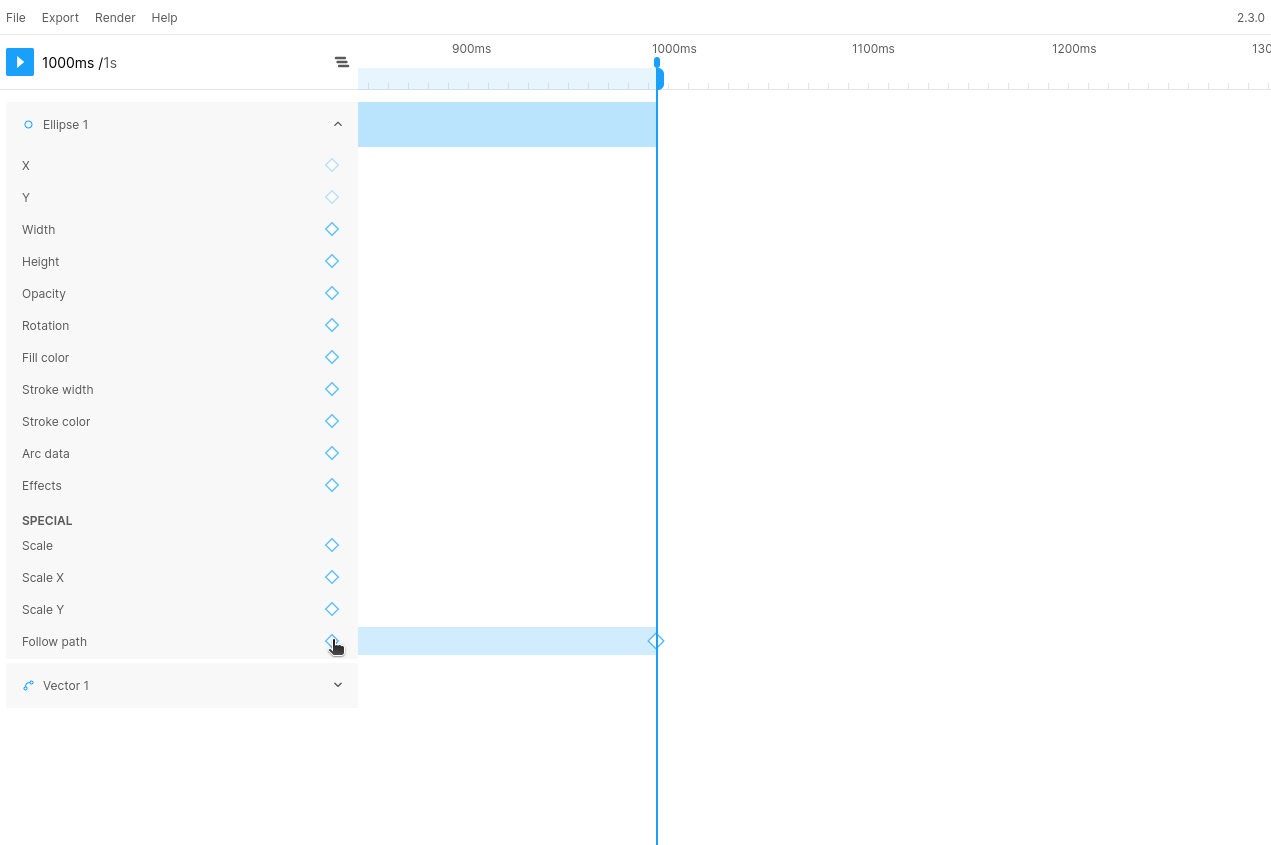 File Export Render Help 2.3.0
1000ms /1s
900ms 1000ms 1100ms 1200ms 130
Ellipse 1
X
Y
Width
Height
Opacity
Rotation
Fill color
Stroke width
Stroke color
Arc data
Effects
SPECIAL
Scale
Scale X
Scale Y
Follow path
Vector 1